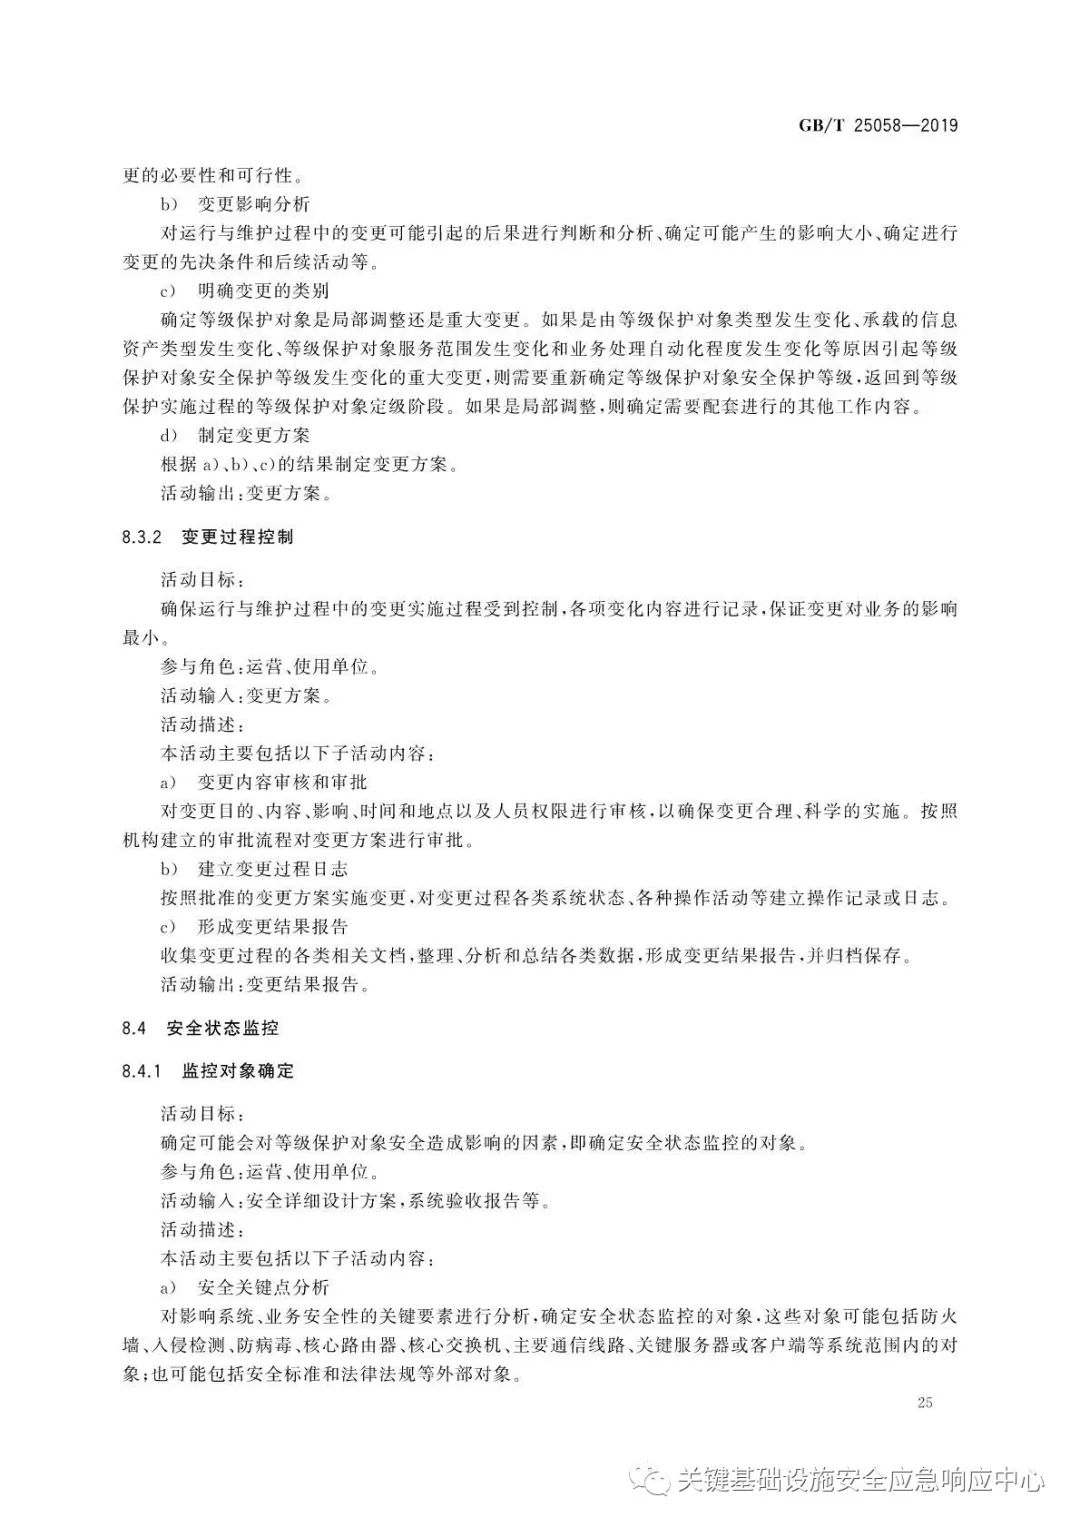 GB/T 25058—2019
更的必要性和可行性。
b) 变更影响分析
对运行与维护过程中的变更可能引起的后果进行判断和分析、确定可能产生的影响大小、确定进行
变更的先决条件和后续活动等。
c) 明确变更的类别
确定等级保护对象是局部调整还是重大变更。如果是由等级保护对象类型发生变化、承载的信息
资产类型发生变化、等级保护对象服务范围发生变化和业务处理自动化程度发生变化等原因引起等级
保护对象安全保护等级发生变化的重大变更,则需要重新确定等级保护对象安全保护等级,返回到等级
保护实施过程的等级保护对象定级阶段。如果是局部调整,则确定需要配套进行的其他工作内容。
d) 制定变更方案
根据 a)、b)、c)的结果制定变更方案。
活动输出:变更方案。
8.3.2 变更过程控制
活动目标:
确保运行与维护过程中的变更实施过程受到控制,各项变化内容进行记录,保证变更对业务的影响
最小。
参与角色:运营、使用单位。
活动输入:变更方案。
活动描述:
本活动主要包括以下子活动内容:
a) 变更内容审核和审批
对变更目的、内容、影响、时间和地点以及人员权限进行审核,以确保变更合理、科学的实施。按照
机构建立的审批流程对变更方案进行审批。
b) 建立变更过程日志
按照批准的变更方案实施变更,对变更过程各类系统状态、各种操作活动等建立操作记录或日志。
c) 形成变更结果报告
收集变更过程的各类相关文档,整理、分析和总结各类数据,形成变更结果报告,并归档保存。
活动输出:变更结果报告。
8.4 安全状态监控
8.4.1 监控对象确定
活动目标:
确定可能会对等级保护对象安全造成影响的因素,即确定安全状态监控的对象。
参与角色:运营、使用单位。
活动输入:安全详细设计方案,系统验收报告等。
活动描述:
本活动主要包括以下子活动内容:
a) 安全关键点分析
对影响系统、业务安全性的关键要素进行分析,确定安全状态监控的对象,这些对象可能包括防火
墙、入侵检测、防病毒、核心路由器、核心交换机、主要通信线路、关键服务器或客户端等系统范围内的对
象;也可能包括安全标准和法律法规等外部对象。
25
关键基础设施安全应急响应中心